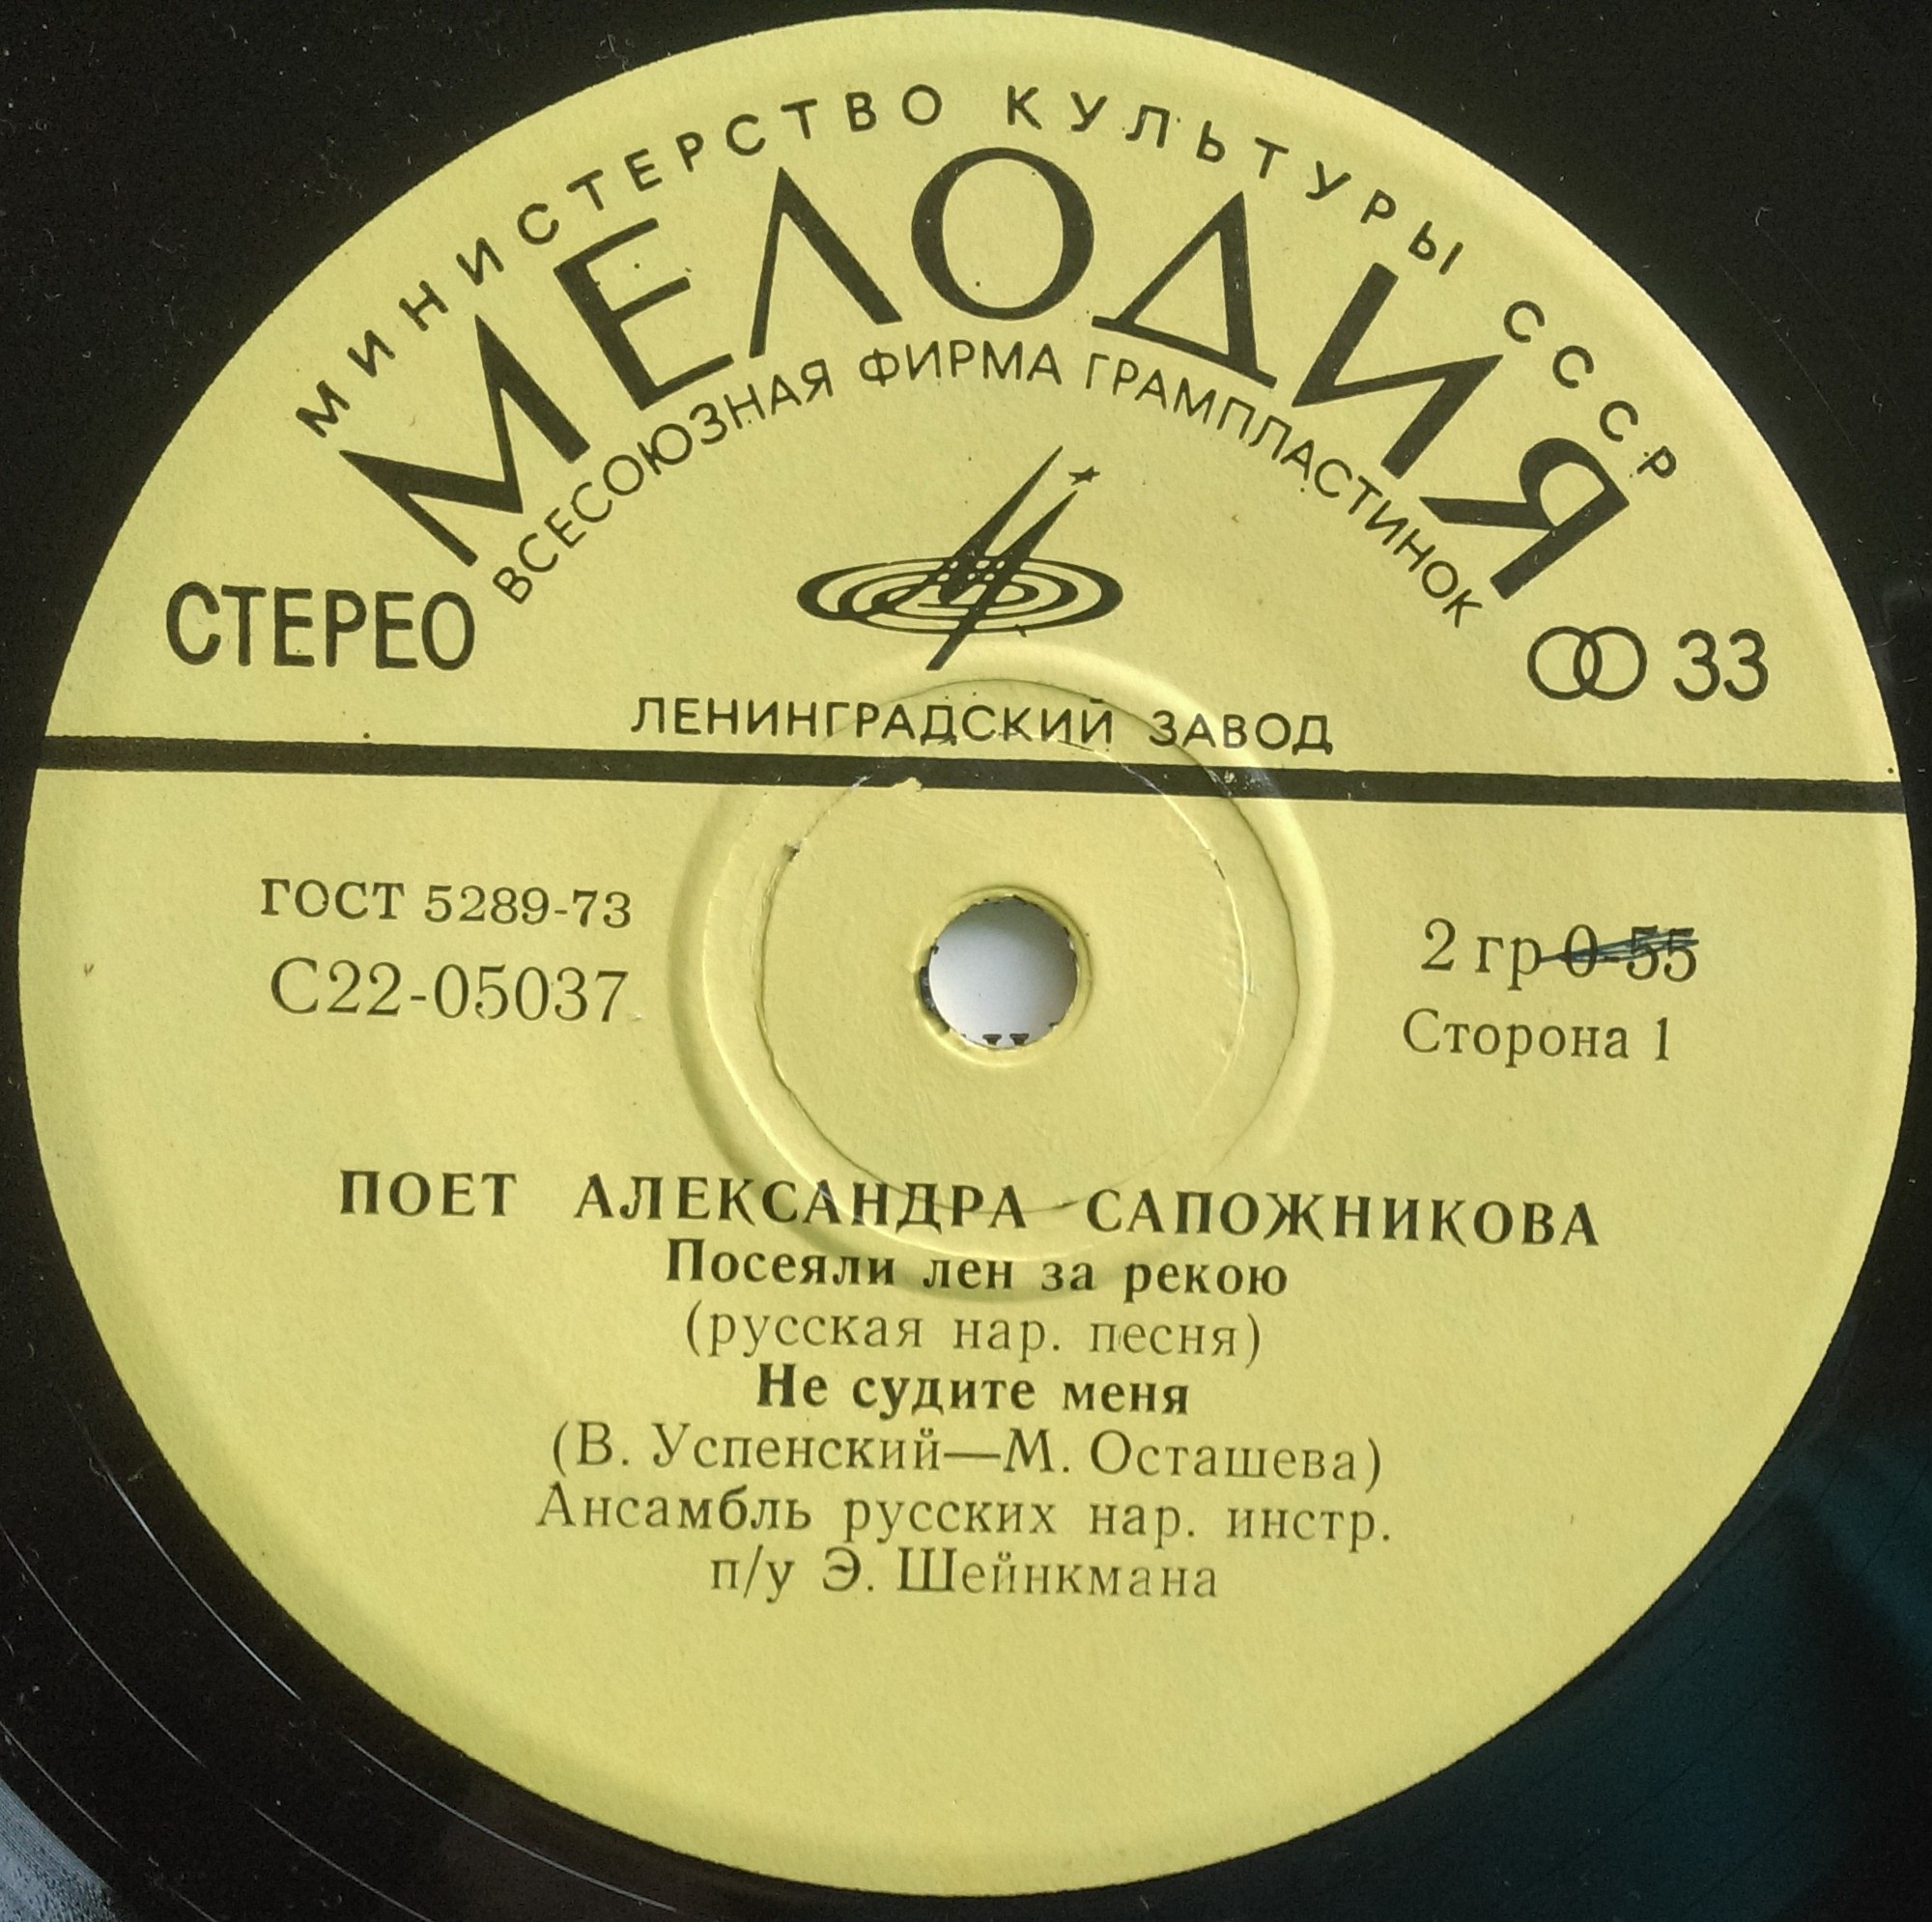 МИНИСТЕРСТВО КУЛЬТУРЫ СССР
МЕЛОДИЯ
ВСЕСОЮЗНАЯ ФИРМА ГРАМПЛАСТИНОК
СТЕРЕО
33
ЛЕНИНГРАДСКИЙ ЗАВОД
ГОСТ 5289-73
С22-05037
2 гр 0-55
Сторона 1
ПОЕТ АЛЕКСАНДРА САПОЖНИКОВА
Посеяли лен за рекою
(русская нар. песня)
Не судите меня
(В. Успенский—М. Осташева)
Ансамбль русских нар. инстр.
п/у Э. Шейнкмана